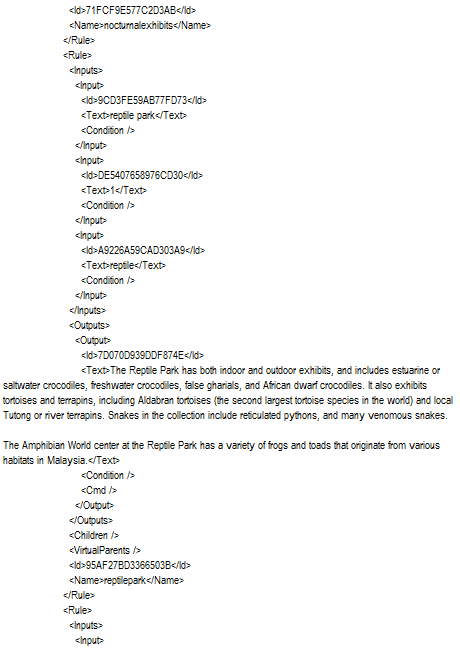 <Id>71FCF9E577C2D3AB</Id>
<Name>nocturnalexhibits</Name>
</Rule>
<Rule>
<Inputs>
<Input>
<Id>9CD3FE59AB77FD73</Id>
<Text>reptile park</Text>
<Condition />
</Input>
<Input>
<Id>DE5407658976CD30</Id>
<Text>1</Text>
<Condition />
</Input>
<Input>
<Id>A9226A59CAD303A9</Id>
<Text>reptile</Text>
<Condition />
</Input>
</Inputs>
<Outputs>
<Output>
<Id>7D070D939DDF874E</Id>
<Text>The Reptile Park has both indoor and outdoor exhibits, and includes estuarine or
saltwater crocodiles, freshwater crocodiles, false gharials, and African dwarf crocodiles. It also exhibits
tortoises and terrapins, including Aldabran tortoises (the second largest tortoise species in the world) and local
Tutong or river terrapins. Snakes in the collection include reticulated pythons, and many venomous snakes.
The Amphibian World center at the Reptile Park has a variety of frogs and toads that originate from various
habitats in Malaysia.</Text>
<Condition />
<Cmd />
</Output>
</Outputs>
<Children />
<VirtualParents />
<Id>95AF27BD3366503B</Id>
<Name>reptilepark</Name>
</Rule>
<Rule>
<Inputs>
<Input>